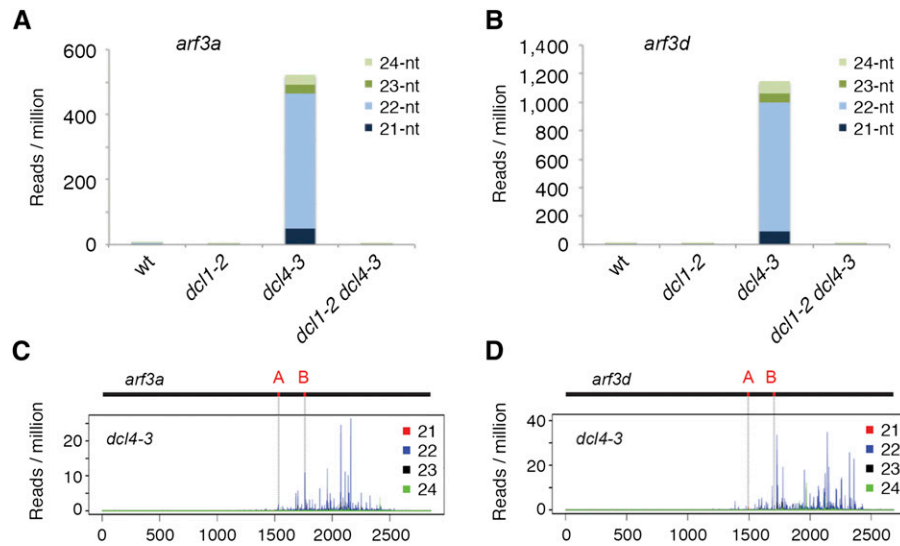 A
arf3a
600
400
200
0
Reads / million
24-nt
23-nt
22-nt
21-nt
wt
dcl1-2
dcl4-3
dcl1-2 dcl4-3
B
arf3d
1,400
1,200
1,000
800
600
400
200
0
Reads / million
24-nt
23-nt
22-nt
21-nt
wt
dcl1-2
dcl4-3
dcl1-2 dcl4-3
C
arf3a
A B
dcl4-3
Reads / million
20
10
0
21
22
23
24
0 500 1000 1500 2000 2500
D
arf3d
A B
dcl4-3
Reads / million
40
20
0
21
22
23
24
0 500 1000 1500 2000 2500